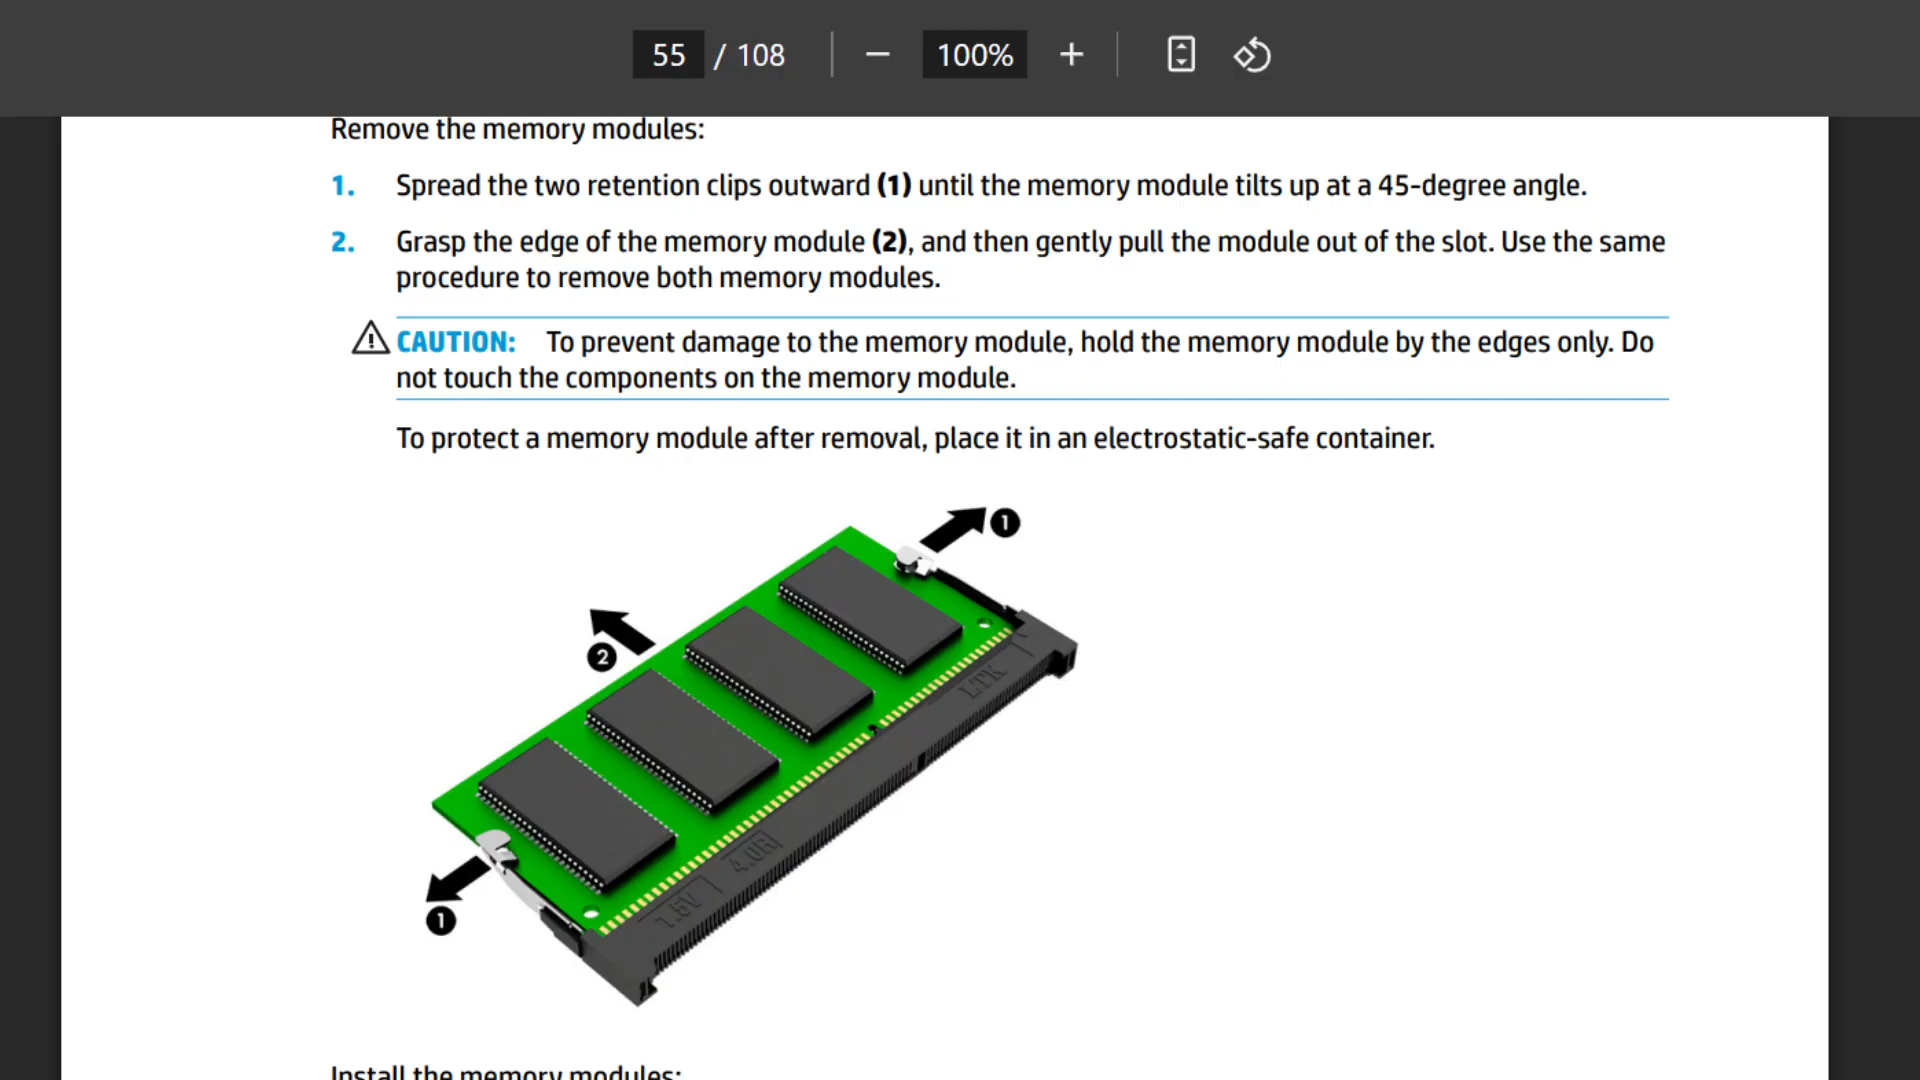 55 / 108 − 100% +
Remove the memory modules:
1. Spread the two retention clips outward (1) until the memory module tilts up at a 45-degree angle.
2. Grasp the edge of the memory module (2), and then gently pull the module out of the slot. Use the same
procedure to remove both memory modules.
CAUTION: To prevent damage to the memory module, hold the memory module by the edges only. Do
not touch the components on the memory module.
To protect a memory module after removal, place it in an electrostatic-safe container.
1
2
LTK
4.0R
1.5V
1
Install the memory modules: